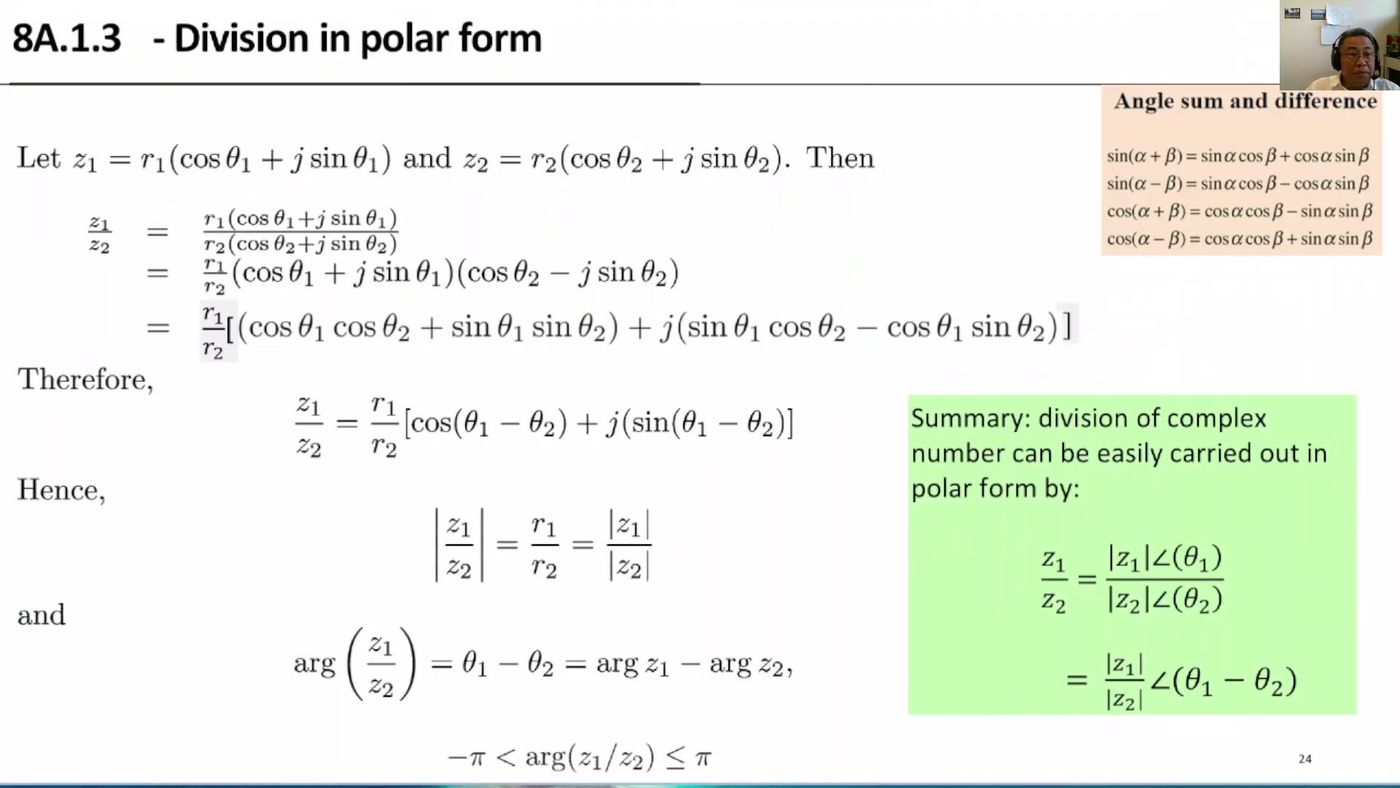 8A.1.3 - Division in polar form
Angle sum and difference
sin(α + β) = sin α cos β + cos α sin β
sin(α − β) = sin α cos β − cos α sin β
cos(α + β) = cos α cos β − sin α sin β
cos(α − β) = cos α cos β + sin α sin β
Let z₁ = r₁(cos θ₁ + j sin θ₁) and z₂ = r₂(cos θ₂ + j sin θ₂). Then
z₁/z₂ = r₁(cos θ₁+j sin θ₁)/r₂(cos θ₂+j sin θ₂)
= r₁/r₂ (cos θ₁ + j sin θ₁)(cos θ₂ − j sin θ₂)
= r₁/r₂ [(cos θ₁ cos θ₂ + sin θ₁ sin θ₂) + j(sin θ₁ cos θ₂ − cos θ₁ sin θ₂)]
Therefore,
z₁/z₂ = r₁/r₂ [cos(θ₁ − θ₂) + j(sin(θ₁ − θ₂)]
Hence,
|z₁/z₂| = r₁/r₂ = |z₁|/|z₂|
and
arg (z₁/z₂) = θ₁ − θ₂ = arg z₁ − arg z₂,
−π < arg(z₁/z₂) ≤ π
Summary: division of complex
number can be easily carried out in
polar form by:
z₁/z₂ = |z₁|∠(θ₁)/|z₂|∠(θ₂)
= |z₁|/|z₂| ∠(θ₁ − θ₂)
24